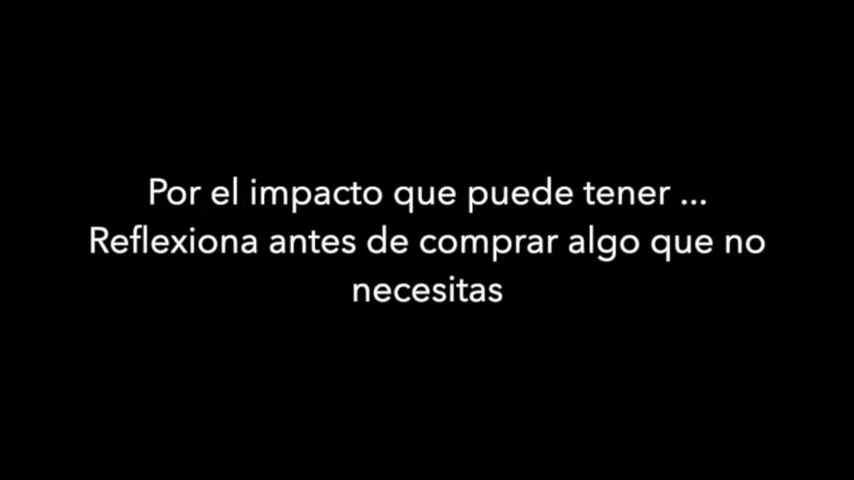 Por el impacto que puede tener ...
Reflexiona antes de comprar algo que no
necesitas